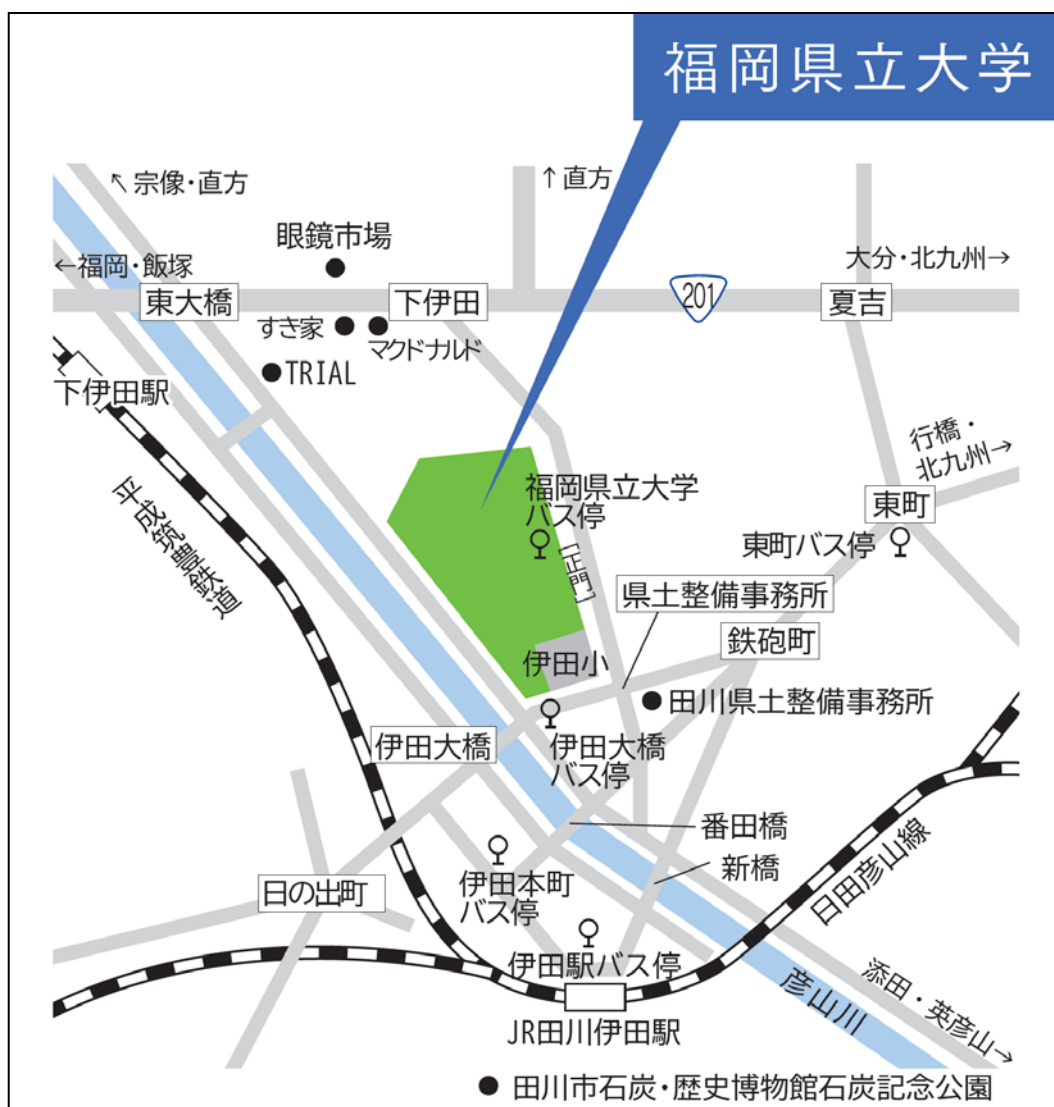 福岡県立大学
↖宗像・直方
↑直方
眼鏡市場
←福岡・飯塚
大分・北九州→
東大橋
下伊田
201
夏吉
すき家
マクドナルド
TRIAL
下伊田駅
行橋・
北九州→
平成筑豊鉄道
福岡県立大学
バス停
東町
東町バス停
[正門]
県土整備事務所
鉄砲町
伊田小
田川県土整備事務所
伊田大橋
伊田大橋
バス停
番田橋
新橋
日田彦山線
日の出町
伊田本町
バス停
伊田駅バス停
彦山川
添田・英彦山→
JR田川伊田駅
田川市石炭・歴史博物館石炭記念公園